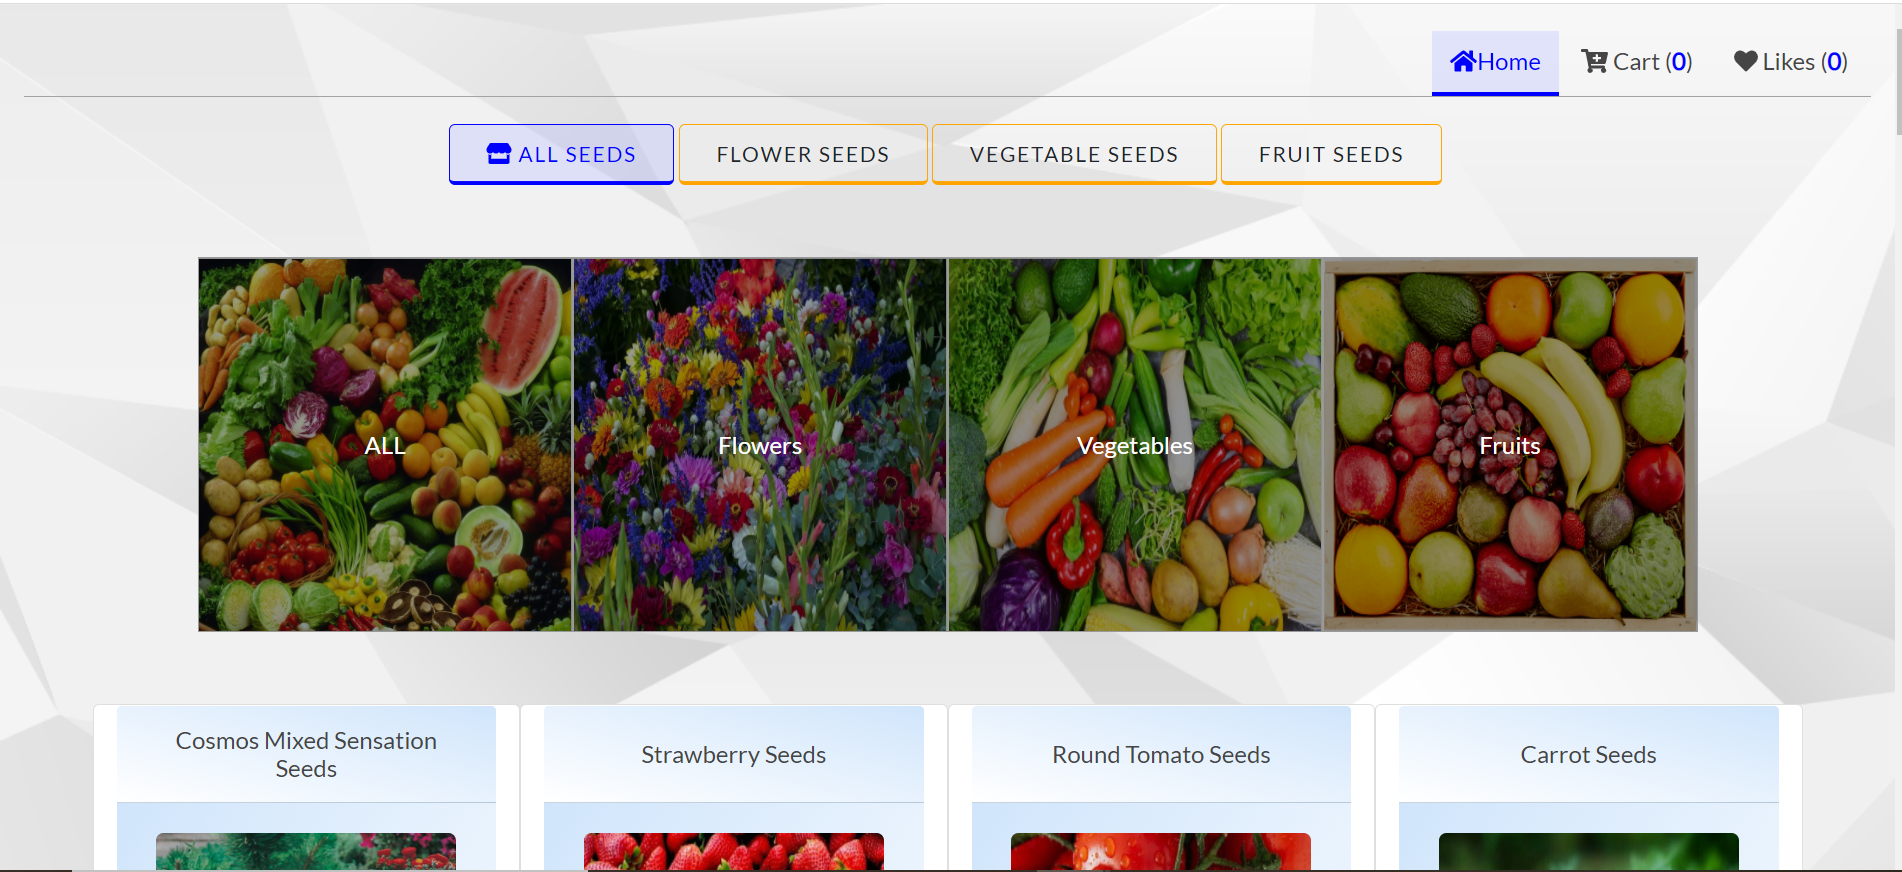 Home Cart (0) Likes (0)
ALL SEEDS FLOWER SEEDS VEGETABLE SEEDS FRUIT SEEDS
ALL Flowers Vegetables Fruits
Cosmos Mixed Sensation
Seeds
Strawberry Seeds
Round Tomato Seeds
Carrot Seeds